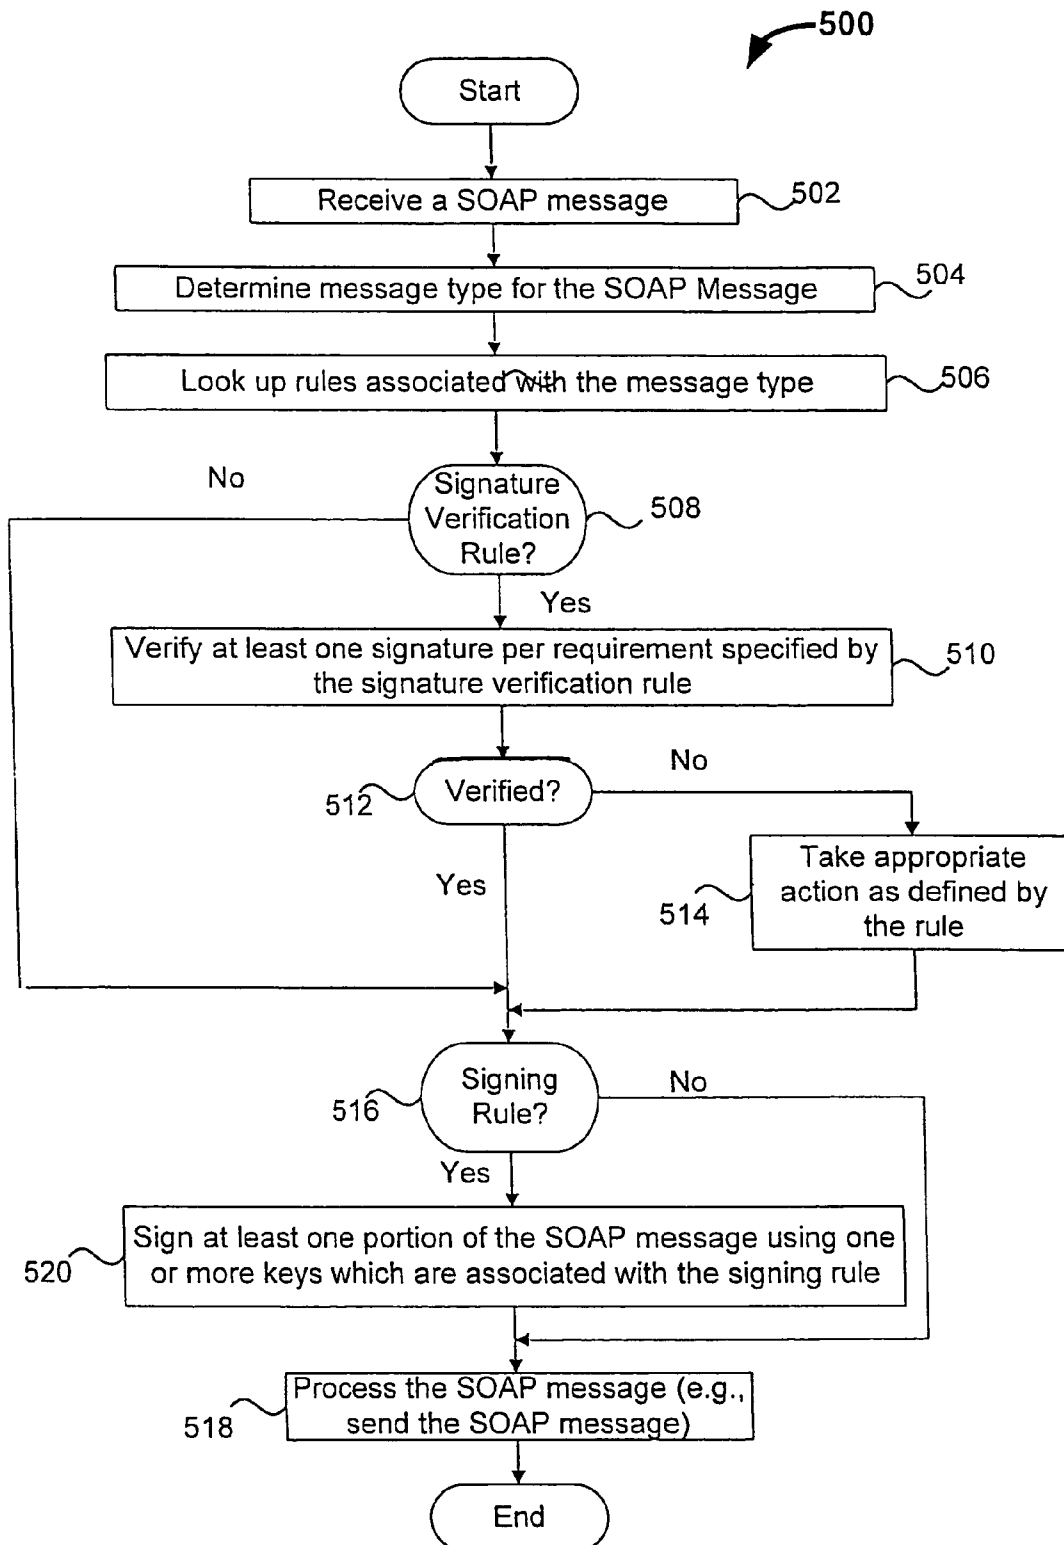 500
Start
Receive a SOAP message
502
Determine message type for the SOAP Message
504
Look up rules associated with the message type
506
No
Signature
Verification
Rule?
508
Yes
Verify at least one signature per requirement specified by
the signature verification rule
510
No
512
Verified?
Yes
Take appropriate
action as defined by
the rule
514
516
Signing
Rule?
No
Yes
Sign at least one portion of the SOAP message using one
or more keys which are associated with the signing rule
520
Process the SOAP message (e.g.,
send the SOAP message)
518
End